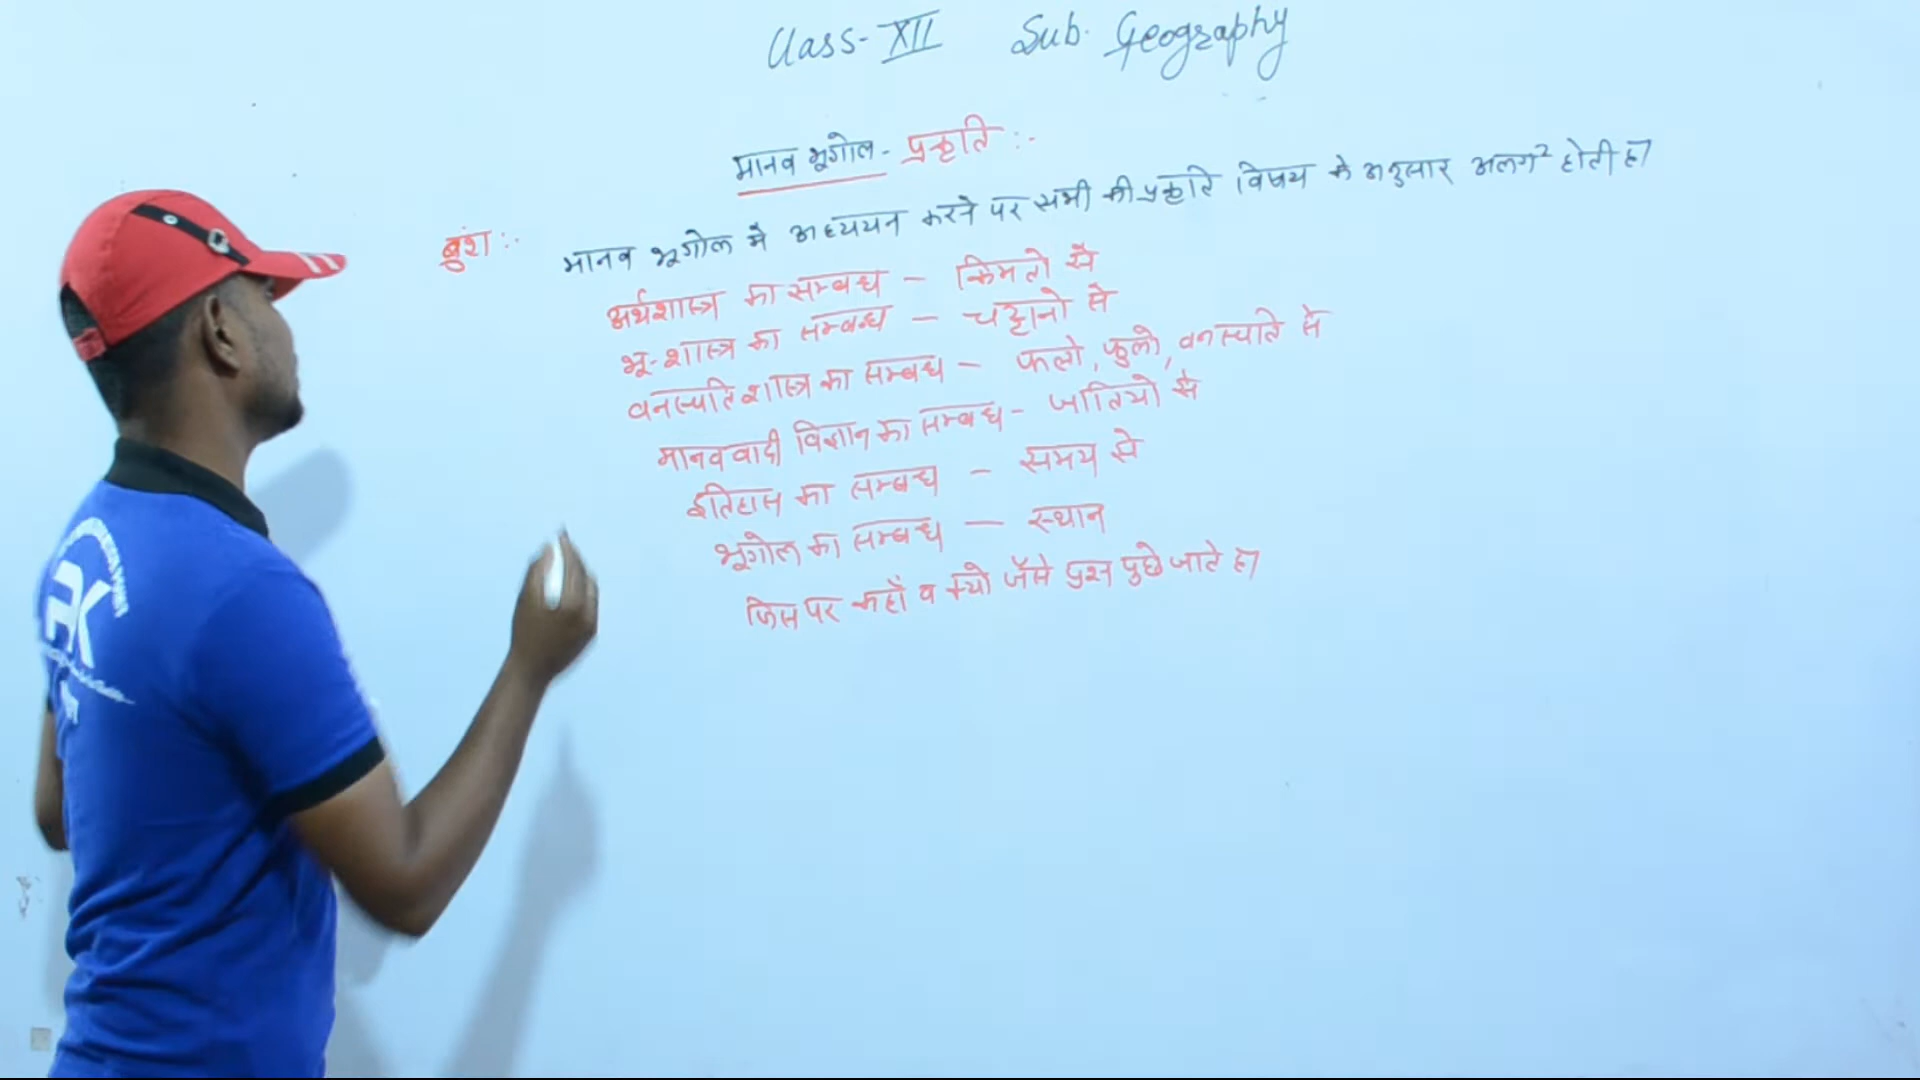 Class-XII Sub. Geography
मानव भूगोल - प्रकृति :-
बुंश :- मानव भूगोल मे अध्ययन करने पर सभी की प्रकृति विषय के अनुसार अलग² होती ह।
अर्थशास्त्र का सम्बन्ध - किमतो से
भू-शास्त्र का सम्बन्ध - चट्टानो से
वनस्पति शास्त्र का सम्बन्ध - फलो, फुलो, वनस्पति से
मानववादी विज्ञान का सम्बन्ध - जातियो से
इतिहास का सम्बन्ध - समय से
भूगोल का सम्बन्ध - स्थान
जिस पर कहाँ व क्यो जैसे प्रश्न पुछे जाते ह।
AK